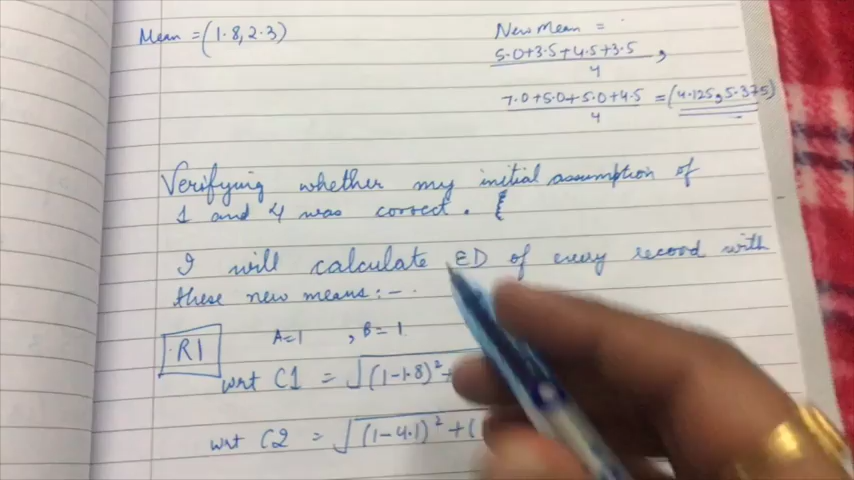 Mean = (1.8, 2.3)
New Mean =
5.0+3.5+4.5+3.5
4
,
7.0+5.0+5.0+4.5
4
= (4.125, 5.375)
Verifying whether my initial assumption of
1 and 4 was correct. {
I will calculate ED of every record with
these new means:-
R1 A=1 , B=1
wrt C1 = √(1-1.8)²+
wrt C2 = √(1-4.1)²+(